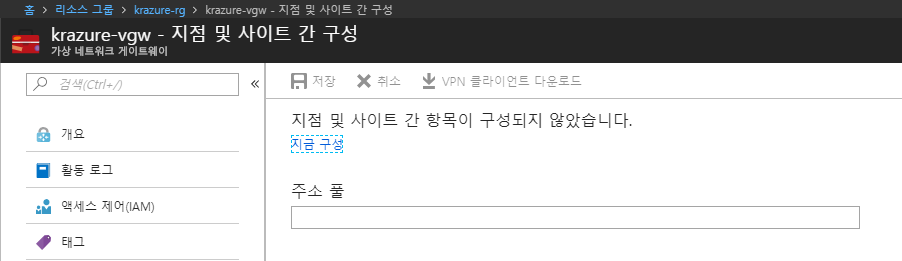 홈 > 리소스 그룹 > krazure-rg > krazure-vgw - 지점 및 사이트 간 구성
krazure-vgw - 지점 및 사이트 간 구성
가상 네트워크 게이트웨이
검색(Ctrl+/)
«
개요
활동 로그
액세스 제어(IAM)
태그
저장
취소
VPN 클라이언트 다운로드
지점 및 사이트 간 항목이 구성되지 않았습니다.
지금 구성
주소 풀